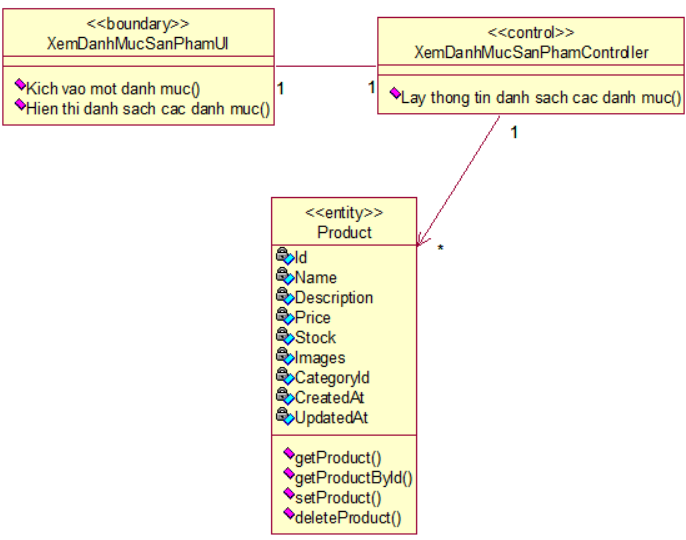 <<boundary>>
XemDanhMucSanPhamUI
Kich vao mot danh muc()
Hien thi danh sach cac danh muc()
1
1
<<control>>
XemDanhMucSanPhamController
Lay thong tin danh sach cac danh muc()
1
*
<<entity>>
Product
Id
Name
Description
Price
Stock
Images
CategoryId
CreatedAt
UpdatedAt
getProduct()
getProductById()
setProduct()
deleteProduct()